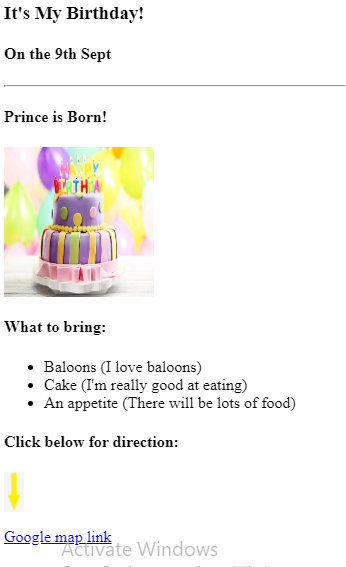 It's My Birthday!
On the 9th Sept
Prince is Born!
HAPPY
BIRTHDAY
What to bring:
Baloons (I love baloons)
Cake (I'm really good at eating)
An appetite (There will be lots of food)
Click below for direction:
Google map link
Activate Windows